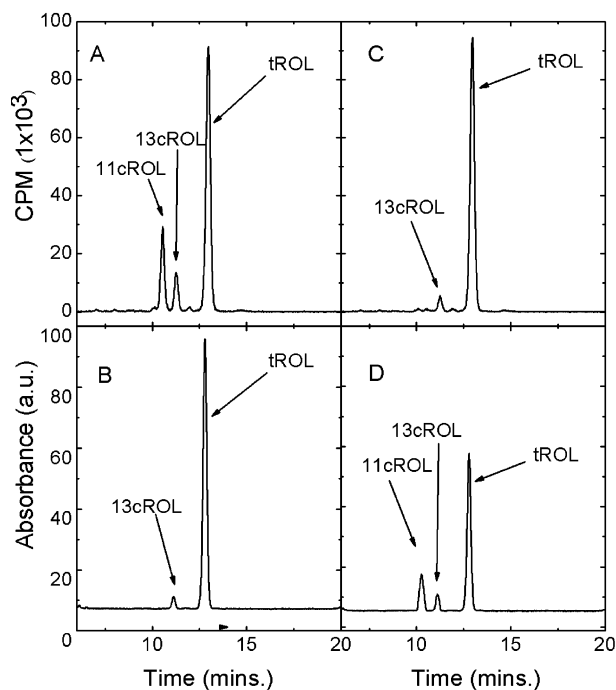 A
100
80
60
40
20
0
CPM (1x10³)
11cROL
13cROL
tROL
C
13cROL
tROL
B
100
80
60
40
20
0
Absorbance (a.u.)
13cROL
tROL
10
15
20
Time (mins.)
D
11cROL
13cROL
tROL
10
15
20
Time (mins.)